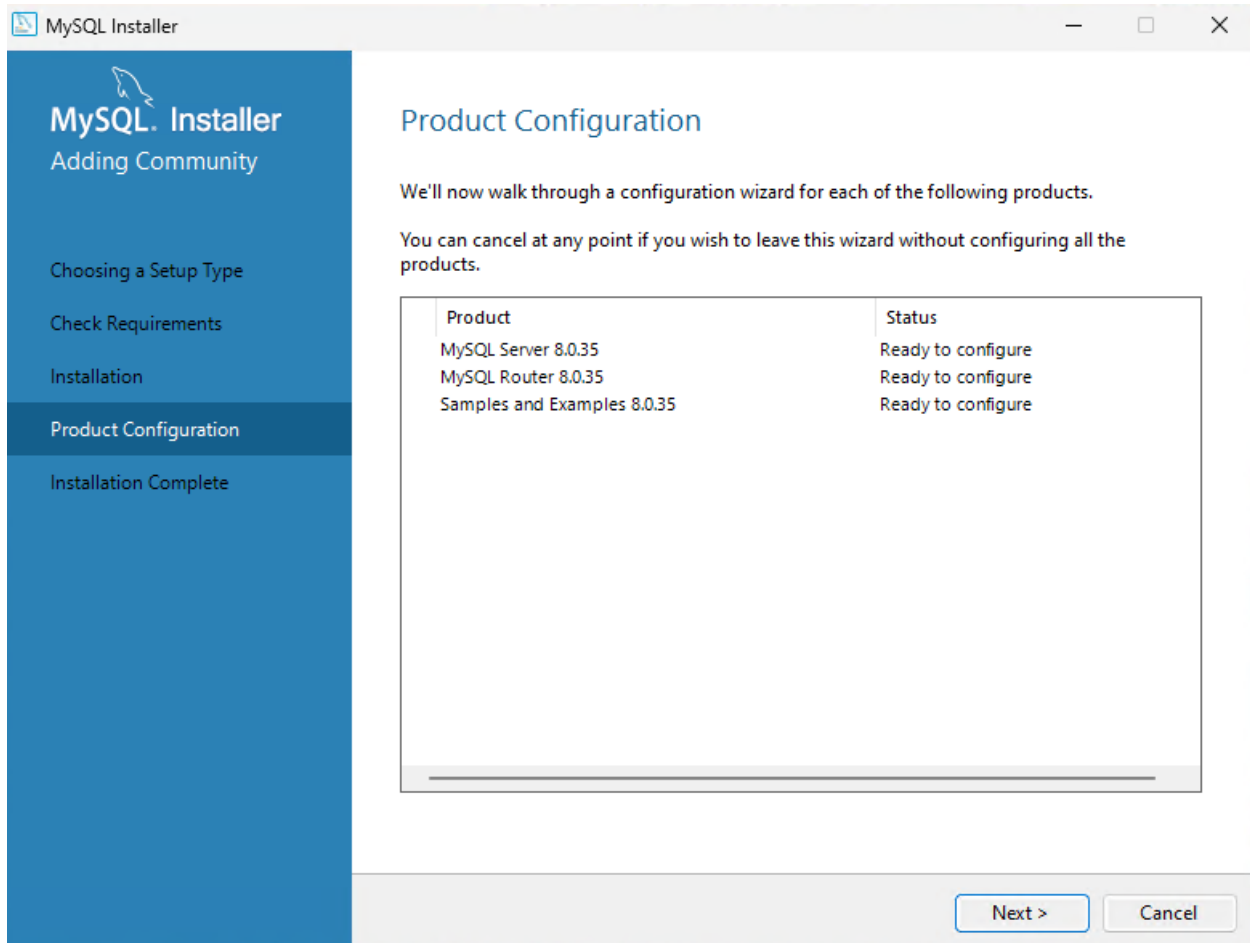 MySQL Installer
MySQL. Installer
Adding Community
Choosing a Setup Type
Check Requirements
Installation
Product Configuration
Installation Complete
Product Configuration
We'll now walk through a configuration wizard for each of the following products.
You can cancel at any point if you wish to leave this wizard without configuring all the
products.
Product Status
MySQL Server 8.0.35 Ready to configure
MySQL Router 8.0.35 Ready to configure
Samples and Examples 8.0.35 Ready to configure
Next > Cancel